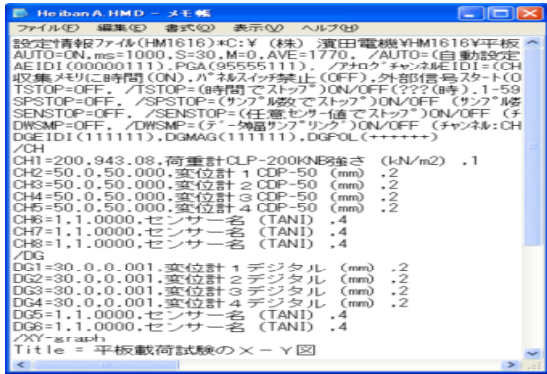 HeibanA.HMD - メモ帳
ファイル(F) 編集(E) 書式(O) 表示(V) ヘルプ(H)
設定情報ファイル(HM1616)*C:¥ (株) 濱田電機¥HM1616¥平板
AUTO=ON,ms=1000,S=30,M=0,AVE=1770, /AUTO=(自動設定
AEIDI(00000111),PGA(95555111), /アナログチャンネルEIDI=(CH
収集メモリに時間(ON),パネルスイッチ禁止(OFF),外部信号スタート(O
TSTOP=OFF, /TSTOP=(時間でストップ)ON/OFF(???(時),1-59
SPSTOP=OFF, /SPSTOP=(サンプル数でストップ)ON/OFF (サンプル数
SENSTOP=OFF, /SENSTOP=(任意センサー値でストップ)ON/OFF (チ
DWSMP=OFF, /DWSMP=(データ幅サンプリング)ON/OFF (チャンネル:CH
DGEIDI(111111),DGMAG(111111),DGPOL(++++++)
/CH
CH1=200,943.08,荷重計CLP-200KNB強さ (kN/m2) ,1
CH2=50.0,50.000,変位計1CDP-50 (mm) ,2
CH3=50.0,50.000,変位計2CDP-50 (mm) ,2
CH4=50.0,50.000,変位計3CDP-50 (mm) ,2
CH5=50.0,50.000,変位計4CDP-50 (mm) ,2
CH6=1,1.0000,センサー名 (TANI) ,4
CH7=1,1.0000,センサー名 (TANI) ,4
CH8=1,1.0000,センサー名 (TANI) ,4
/DG
DG1=30.0,0.001,変位計1デジタル (mm) ,2
DG2=30.0,0.001,変位計2デジタル (mm) ,2
DG3=30.0,0.001,変位計3デジタル (mm) ,2
DG4=30.0,0.001,変位計4デジタル (mm) ,2
DG5=1,1.0000,センサー名 (TANI) ,4
DG6=1,1.0000,センサー名 (TANI) ,4
/XY-graph
Title = 平板載荷試験のX-Y図